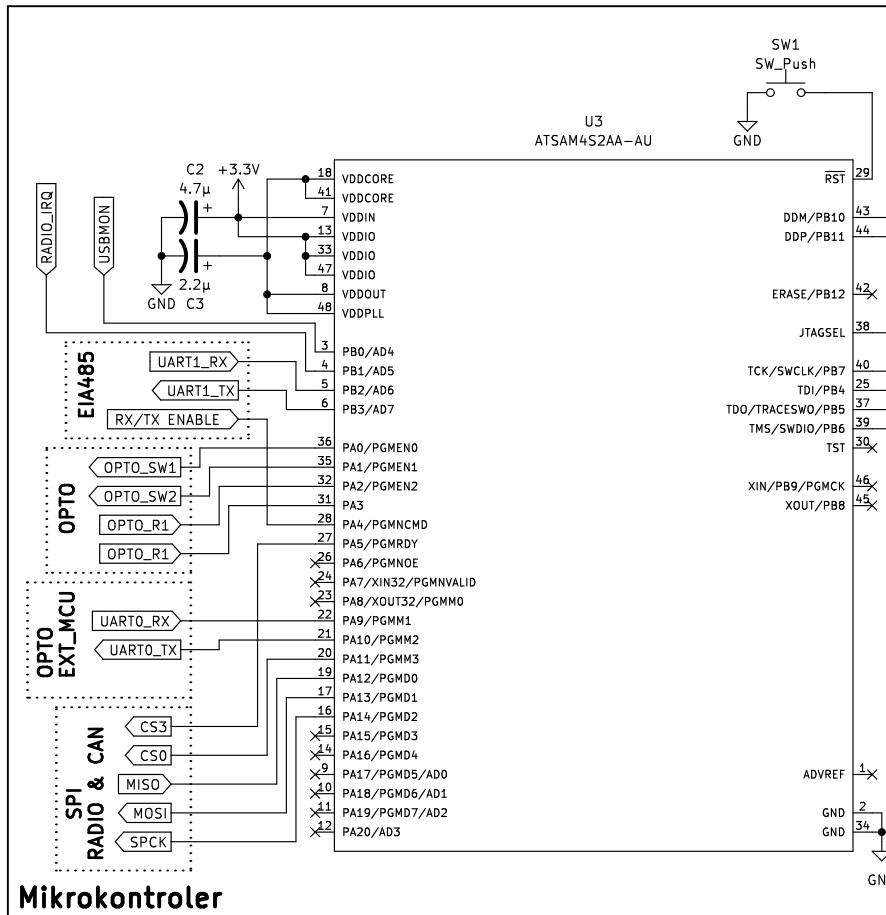 SW1
SW_Push
GND
U3
ATSAM4S2AA-AU
C2
4.7µ
+3.3V
GND
2.2µ
C3
RADIO_IRQ
USBMON
18 VDDCORE
41 VDDCORE
7 VDDIN
13 VDDIO
33 VDDIO
47 VDDIO
8 VDDOUT
48 VDDPLL
3 PB0/AD4
4 PB1/AD5
5 PB2/AD6
6 PB3/AD7
36 PA0/PGMEN0
35 PA1/PGMEN1
32 PA2/PGMEN2
31 PA3
28 PA4/PGMNCMD
27 PA5/PGMRDY
26 PA6/PGMNOE
24 PA7/XIN32/PGMNVALID
23 PA8/XOUT32/PGMM0
22 PA9/PGMM1
21 PA10/PGMM2
20 PA11/PGMM3
19 PA12/PGMD0
17 PA13/PGMD1
16 PA14/PGMD2
15 PA15/PGMD3
14 PA16/PGMD4
9 PA17/PGMD5/AD0
10 PA18/PGMD6/AD1
11 PA19/PGMD7/AD2
12 PA20/AD3
RST 29
DDM/PB10 43
DDP/PB11 44
ERASE/PB12 42
JTAGSEL 38
TCK/SWCLK/PB7 40
TDI/PB4 25
TDO/TRACESWO/PB5 37
TMS/SWDIO/PB6 39
TST 30
XIN/PB9/PGMCK 46
XOUT/PB8 45
ADVREF 1
GND 2
GND 34
EIA485
UART1_RX
UART1_TX
RX/TX ENABLE
OPTO
OPTO_SW1
OPTO_SW2
OPTO_R1
OPTO_R1
OPTO
EXT_MCU
UART0_RX
UART0_TX
SPI
RADIO & CAN
CS3
CS0
MISO
MOSI
SPCK
Mikrokontroler